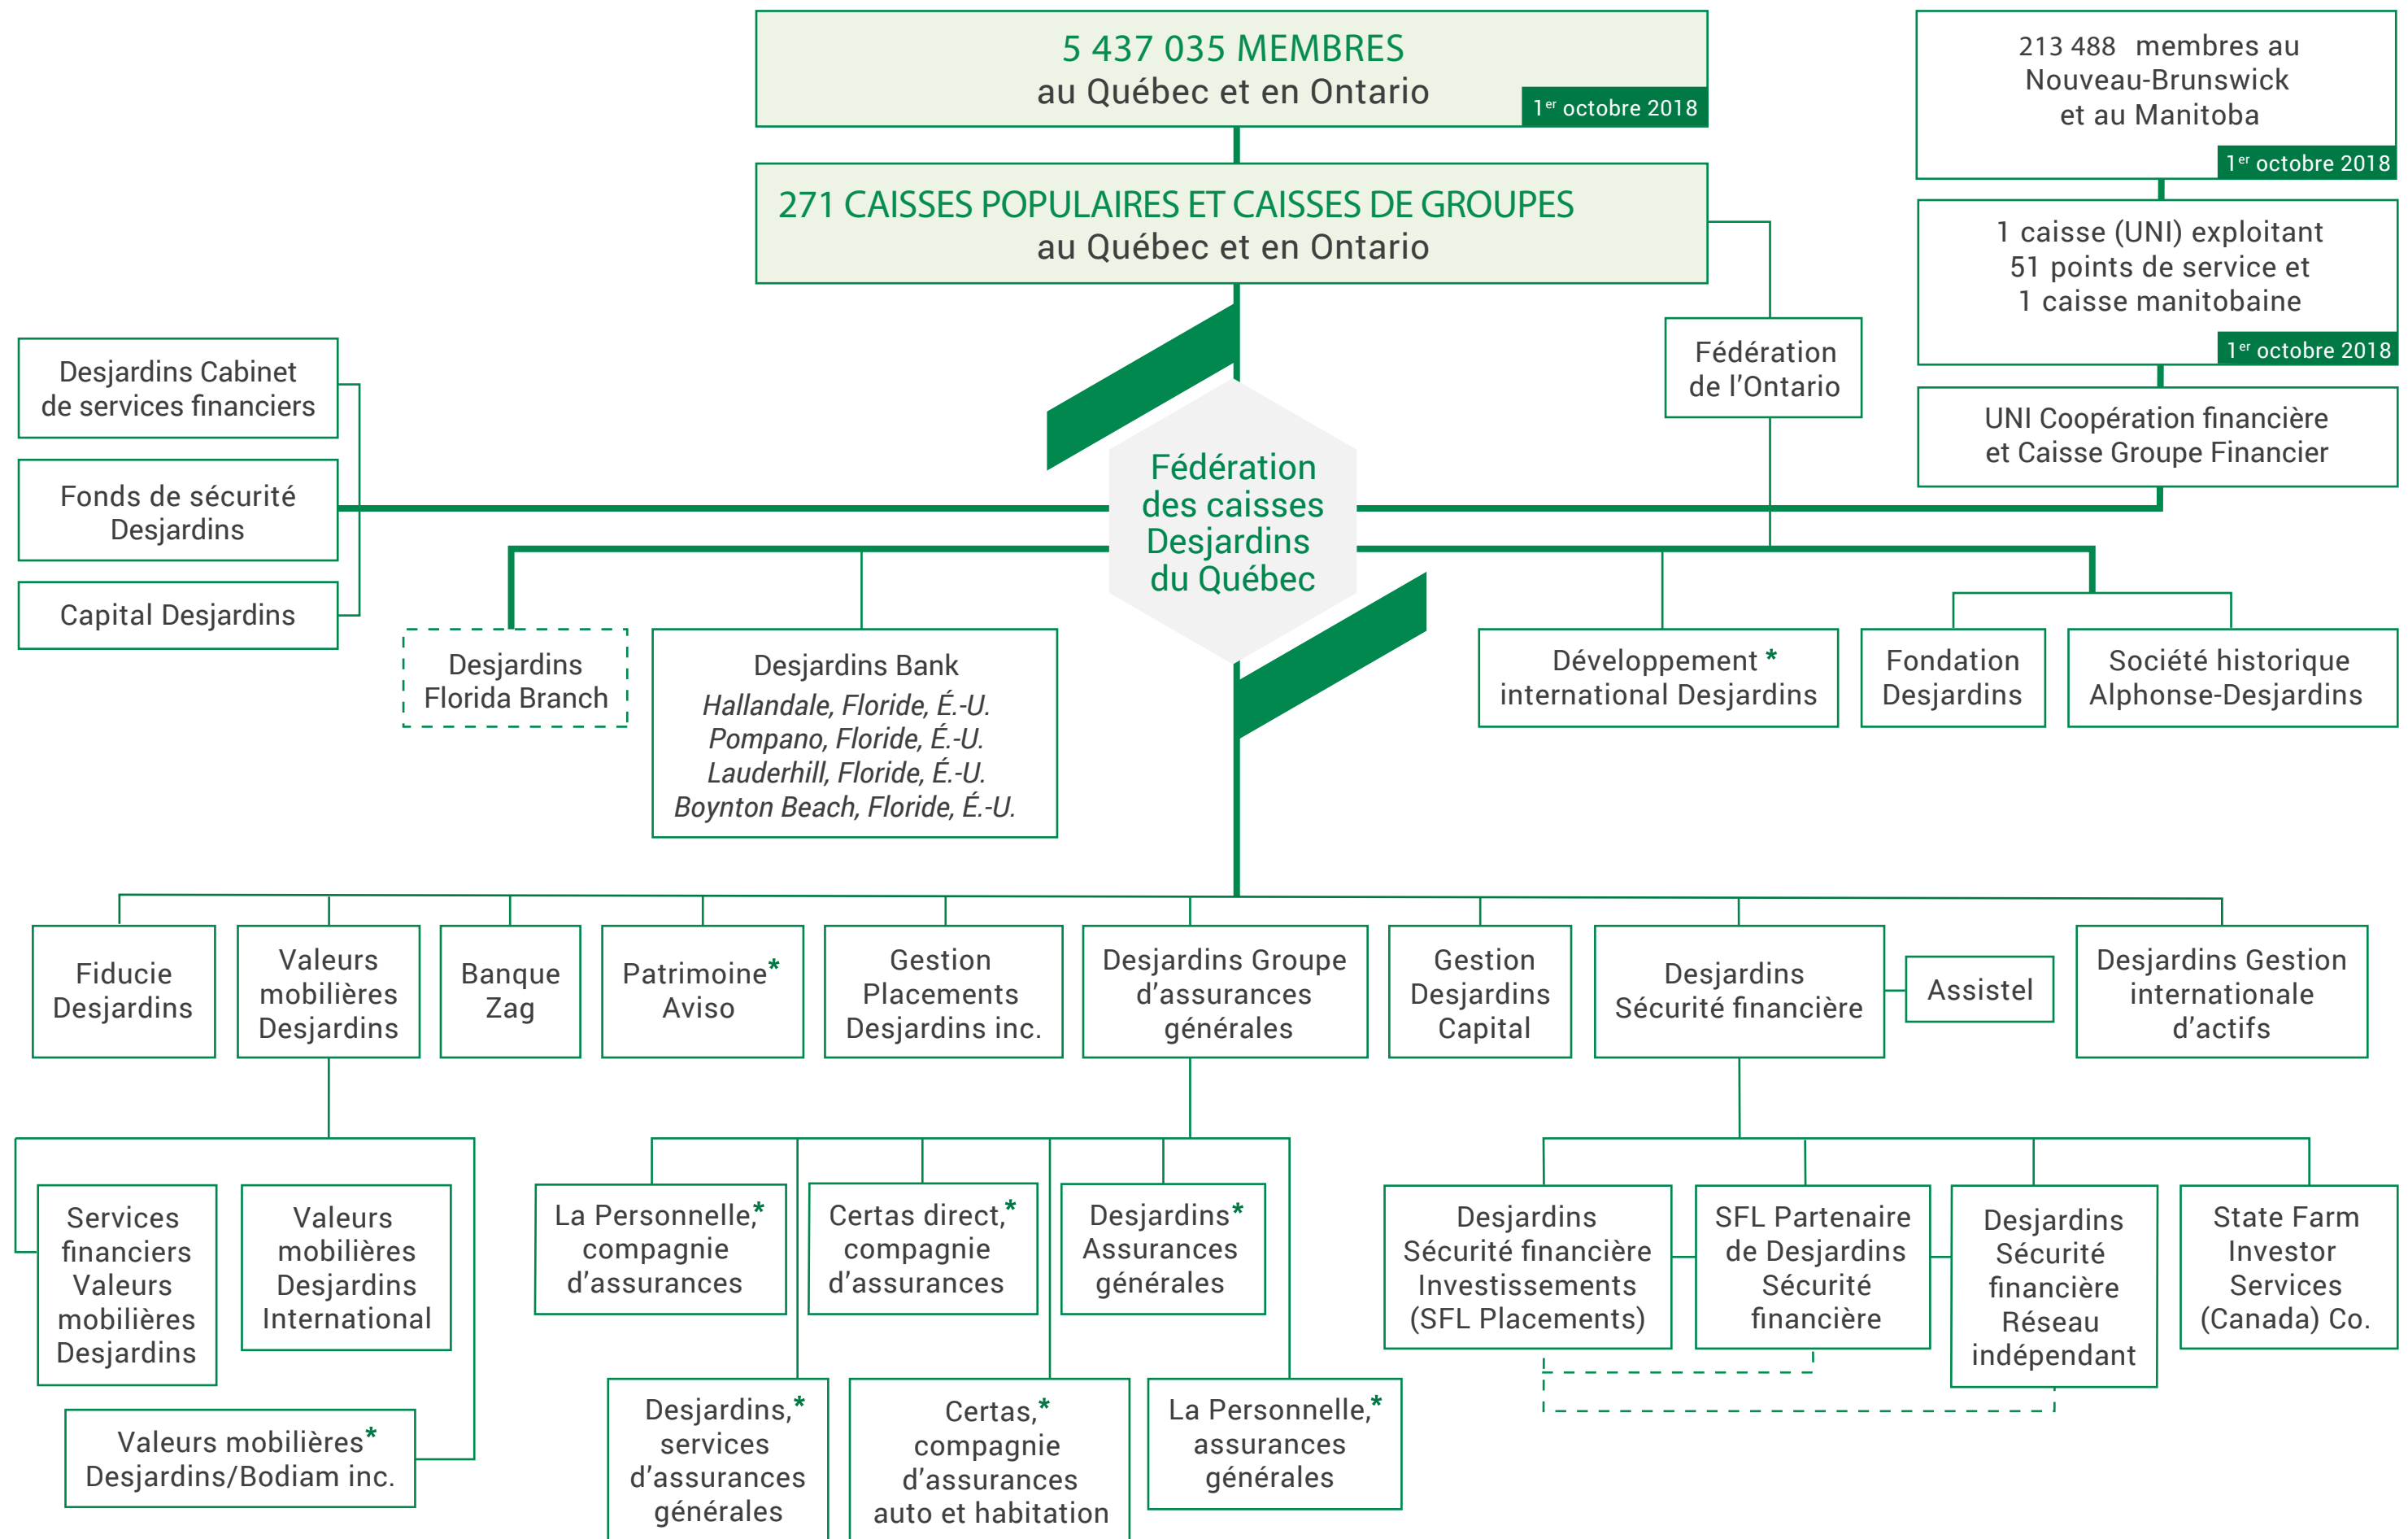 5 437 035 MEMBRES
au Québec et en Ontario
1er octobre 2018
213 488 membres au
Nouveau-Brunswick
et au Manitoba
1er octobre 2018
271 CAISSES POPULAIRES ET CAISSES DE GROUPES
au Québec et en Ontario
1 caisse (UNI) exploitant
51 points de service et
1 caisse manitobaine
1er octobre 2018
Fédération
de l'Ontario
UNI Coopération financière
et Caisse Groupe Financier
Desjardins Cabinet
de services financiers
Fonds de sécurité
Desjardins
Capital Desjardins
Fédération
des caisses
Desjardins
du Québec
Desjardins
Florida Branch
Desjardins Bank
Hallandale, Floride, É.-U.
Pompano, Floride, É.-U.
Lauderhill, Floride, É.-U.
Boynton Beach, Floride, É.-U.
Développement *
international Desjardins
Fondation
Desjardins
Société historique
Alphonse-Desjardins
Fiducie
Desjardins
Valeurs
mobilières
Desjardins
Banque
Zag
Patrimoine*
Aviso
Gestion
Placements
Desjardins inc.
Desjardins Groupe
d'assurances
générales
Gestion
Desjardins
Capital
Desjardins
Sécurité financière
Assistel
Desjardins Gestion
internationale
d'actifs
Services
financiers
Valeurs
mobilières
Desjardins
Valeurs
mobilières
Desjardins
International
Valeurs mobilières*
Desjardins/Bodiam inc.
La Personnelle,*
compagnie
d'assurances
Certas direct,*
compagnie
d'assurances
Desjardins*
Assurances
générales
Desjardins,*
services
d'assurances
générales
Certas,*
compagnie
d'assurances
auto et habitation
La Personnelle,*
assurances
générales
Desjardins
Sécurité financière
Investissements
(SFL Placements)
SFL Partenaire
de Desjardins
Sécurité
financière
Desjardins
Sécurité
financière
Réseau
indépendant
State Farm
Investor
Services
(Canada) Co.